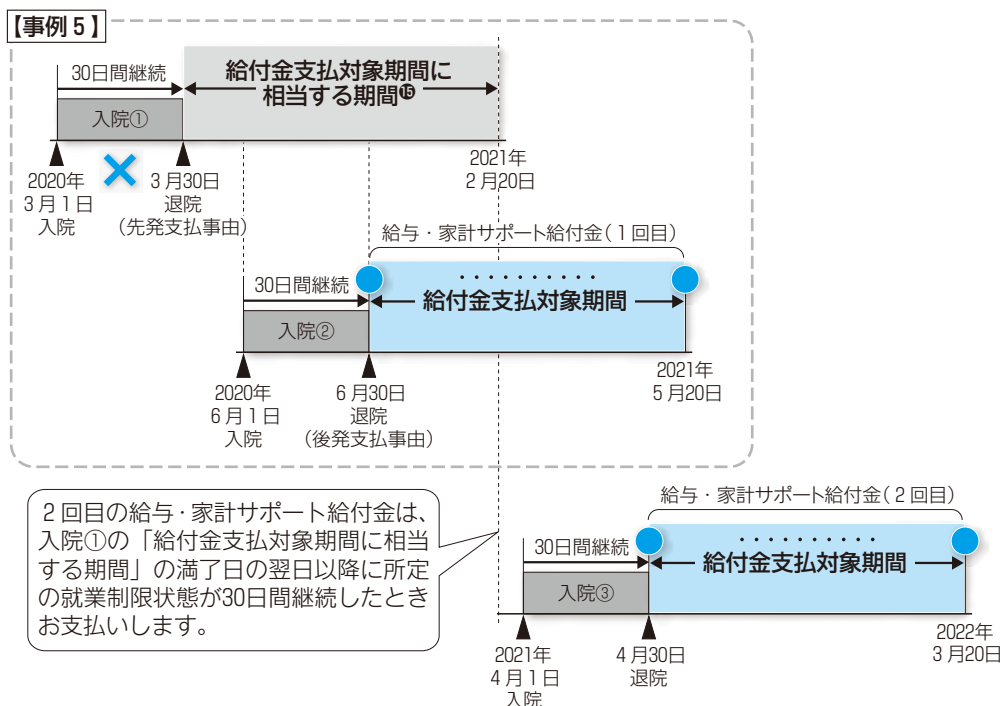 【事例5】
30日間継続
給付金支払対象期間に
相当する期間⓯
入院①
2020年
3月1日
入院
3月30日
退院
(先発支払事由)
2021年
2月20日
給与・家計サポート給付金(1回目)
30日間継続
・・・・・・・・・・
給付金支払対象期間
入院②
2020年
6月1日
入院
6月30日
退院
(後発支払事由)
2021年
5月20日
2回目の給与・家計サポート給付金は、
入院①の「給付金支払対象期間に相当
する期間」の満了日の翌日以降に所定
の就業制限状態が30日間継続したとき
お支払いします。
給与・家計サポート給付金(2回目)
30日間継続
・・・・・・・・・・
給付金支払対象期間
入院③
2021年
4月1日
入院
4月30日
退院
2022年
3月20日